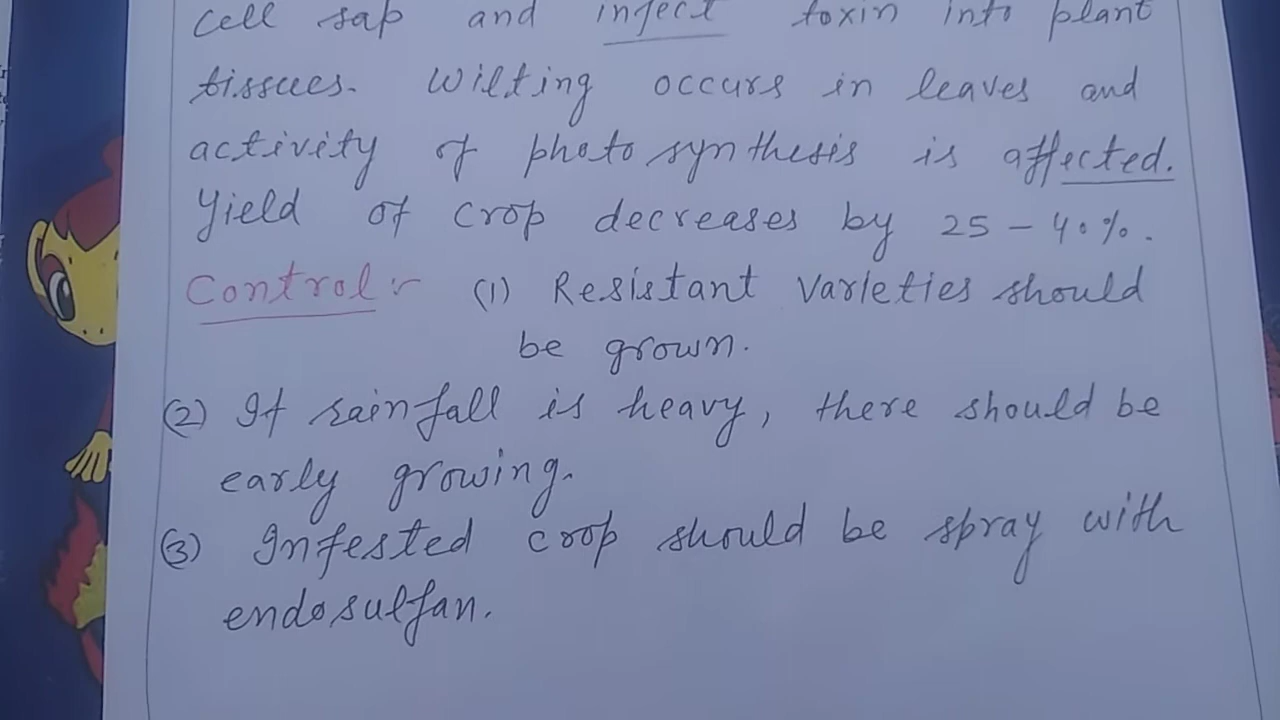 cell sap and inject toxin into plant
tissues. Wilting occurs in leaves and
activity of photosynthesis is affected.
Yield of crop decreases by 25 - 40%.
Control :- (1) Resistant varieties should
be grown.
(2) If rainfall is heavy, there should be
early growing.
(3) Infested crop should be spray with
endosulfan.